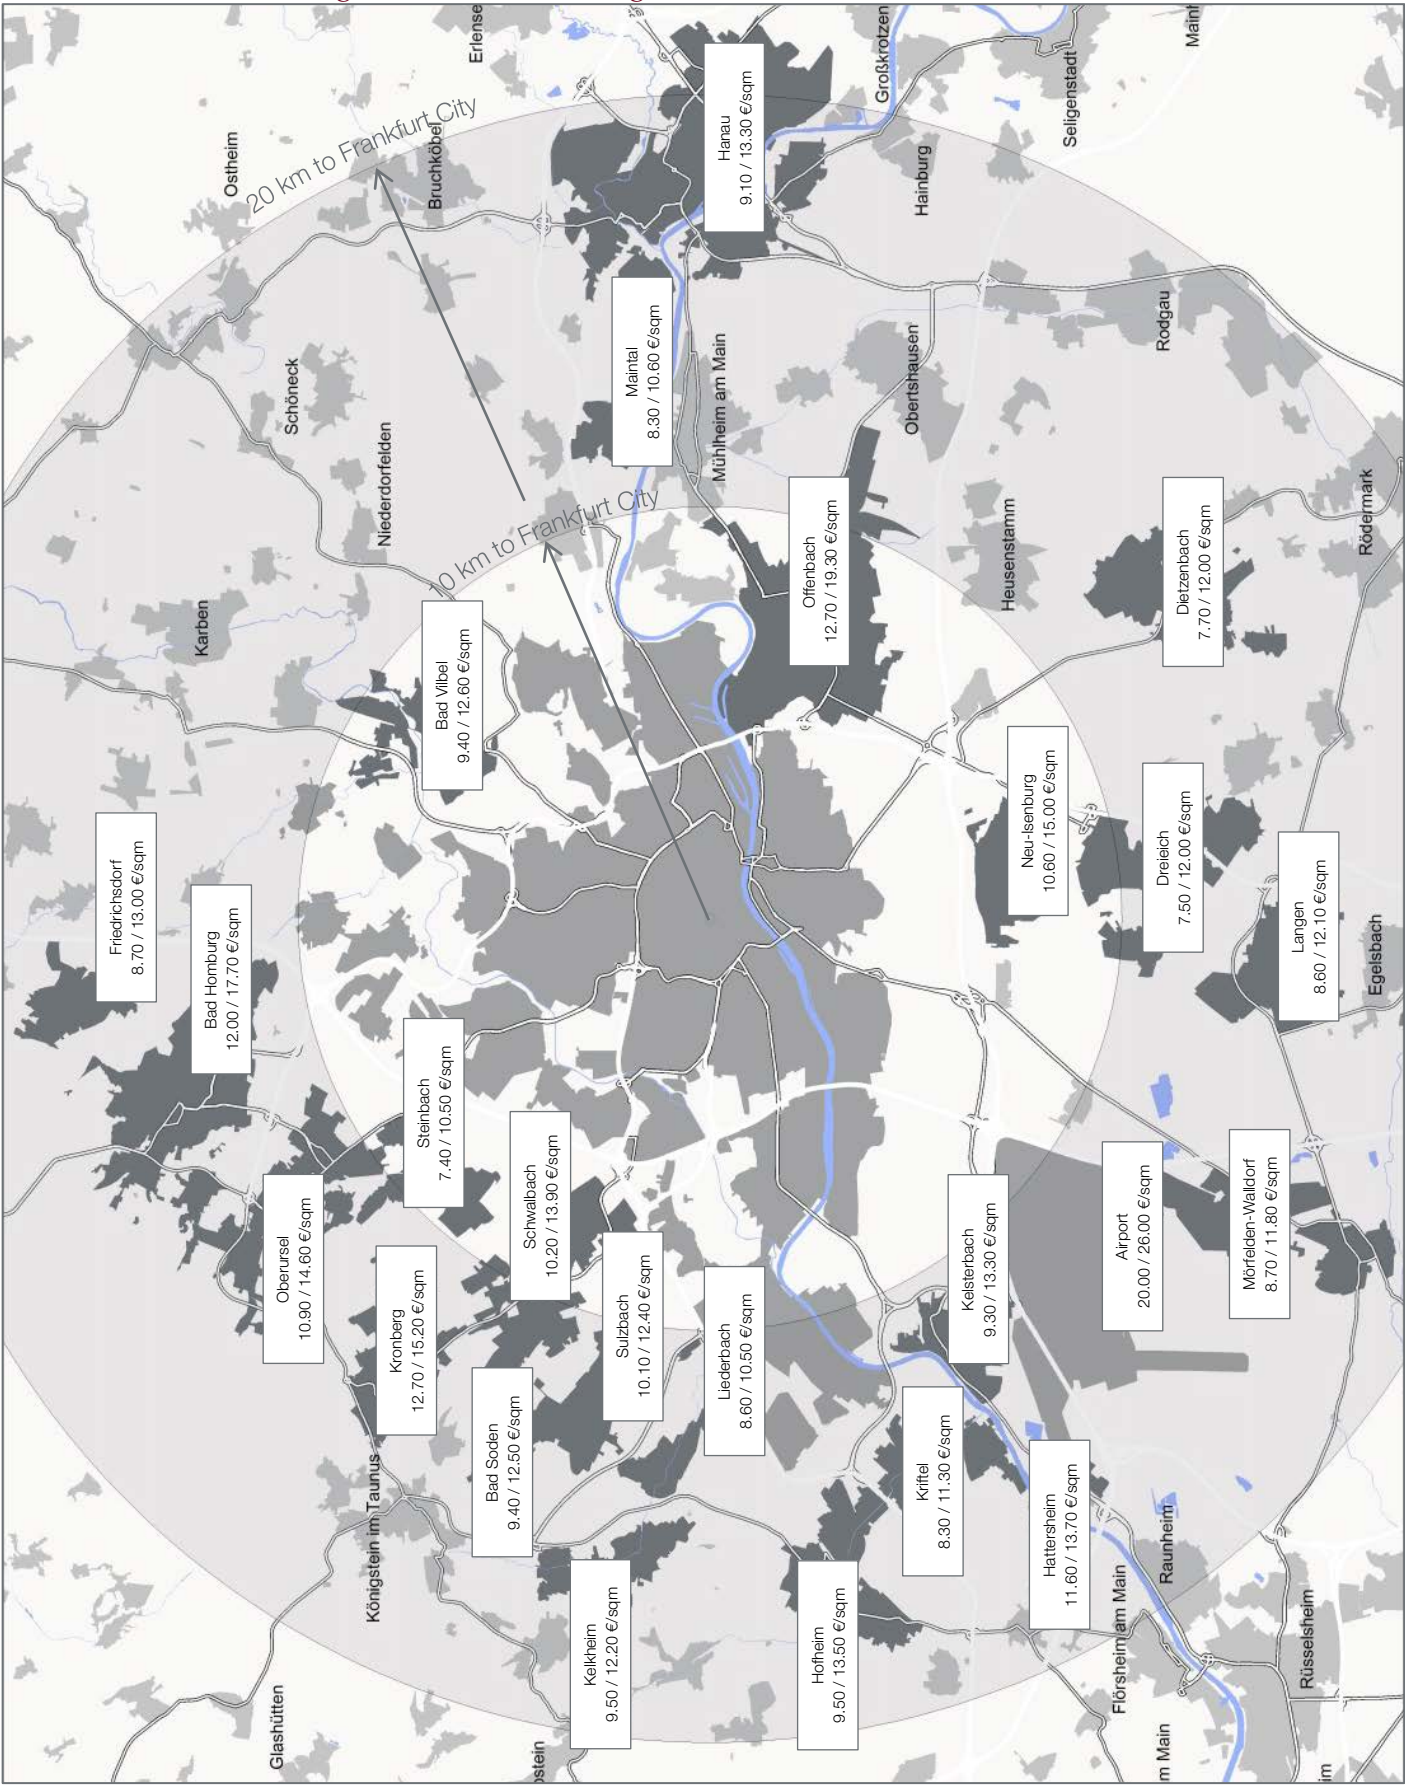 Friedrichsdorf
8.70 / 13.00 €/sqm
Karben
Bad Homburg
12.00 / 17.70 €/sqm
Ostheim
Glashütten
Oberursel
10.90 / 14.60 €/sqm
Schöneck
20 km to Frankfurt City
Königstein im Taunus
Niederdorfelden
Kronberg
12.70 / 15.20 €/sqm
Steinbach
7.40 / 10.50 €/sqm
Bruchköbel
Bad Vilbel
9.40 / 12.60 €/sqm
Erlense
Bad Soden
9.40 / 12.50 €/sqm
Schwalbach
10.20 / 13.90 €/sqm
10 km to Frankfurt City
Kelkheim
9.50 / 12.20 €/sqm
Sulzbach
10.10 / 12.40 €/sqm
Maintal
8.30 / 10.60 €/sqm
Mühlheim am Main
Liederbach
8.60 / 10.50 €/sqm
Hanau
9.10 / 13.30 €/sqm
Offenbach
12.70 / 19.30 €/sqm
Hofheim
9.50 / 13.50 €/sqm
Großkrotzen
Obertshausen
Hainburg
Kriftel
8.30 / 11.30 €/sqm
Kelsterbach
9.30 / 13.30 €/sqm
Heusenstamm
Neu-Isenburg
10.60 / 15.00 €/sqm
Hattersheim
11.60 / 13.70 €/sqm
Seligenstadt
Flörsheim am Main
Airport
20.00 / 26.00 €/sqm
Dreieich
7.50 / 12.00 €/sqm
m Main
Rodgau
Raunheim
Dietzenbach
7.70 / 12.00 €/sqm
Mörfelden-Walldorf
8.70 / 11.80 €/sqm
Langen
8.60 / 12.10 €/sqm
Rüsselsheim
im
Rödermark
Egelsbach